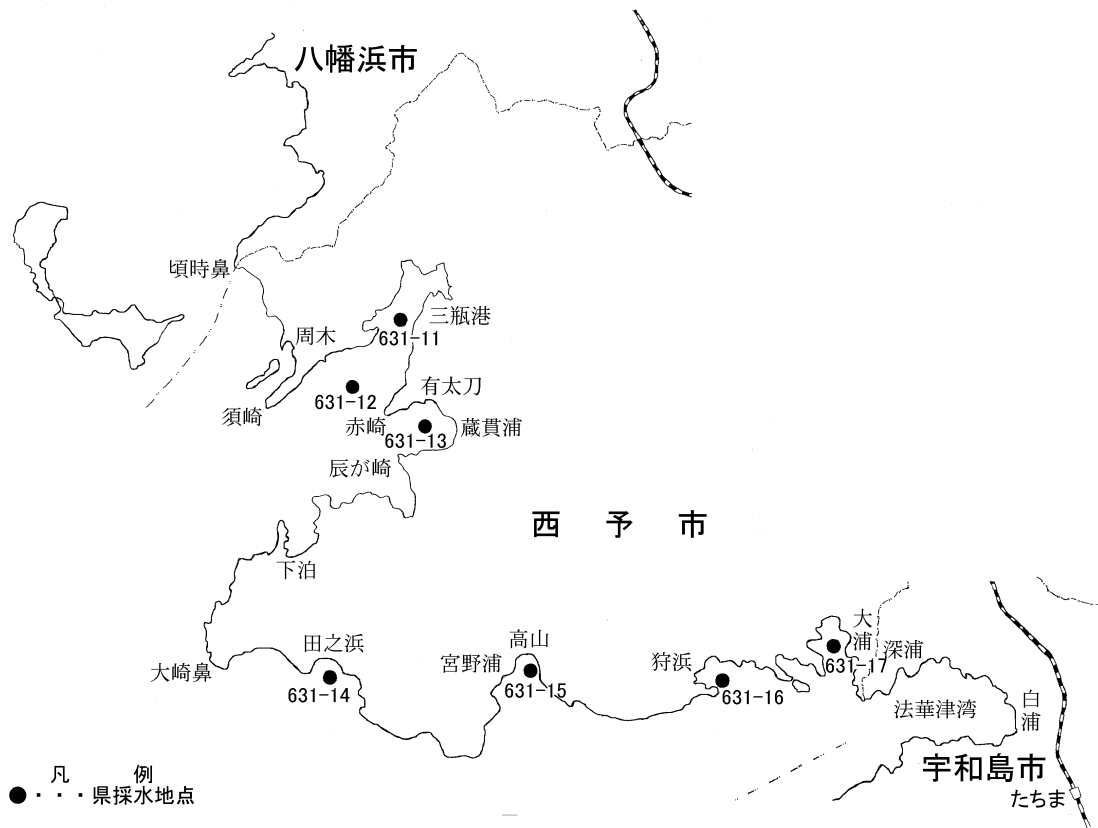 八幡浜市
頃時鼻
三瓶港
631-11
周木
有太刀
631-12
須崎
赤崎
631-13
蔵貫浦
辰が崎
西予市
下泊
大浦
田之浜
高山
宮野浦
狩浜
深浦
大崎鼻
631-14
631-15
631-16
631-17
法華津湾
白浦
宇和島市
たちま
凡例
●・・・県採水地点